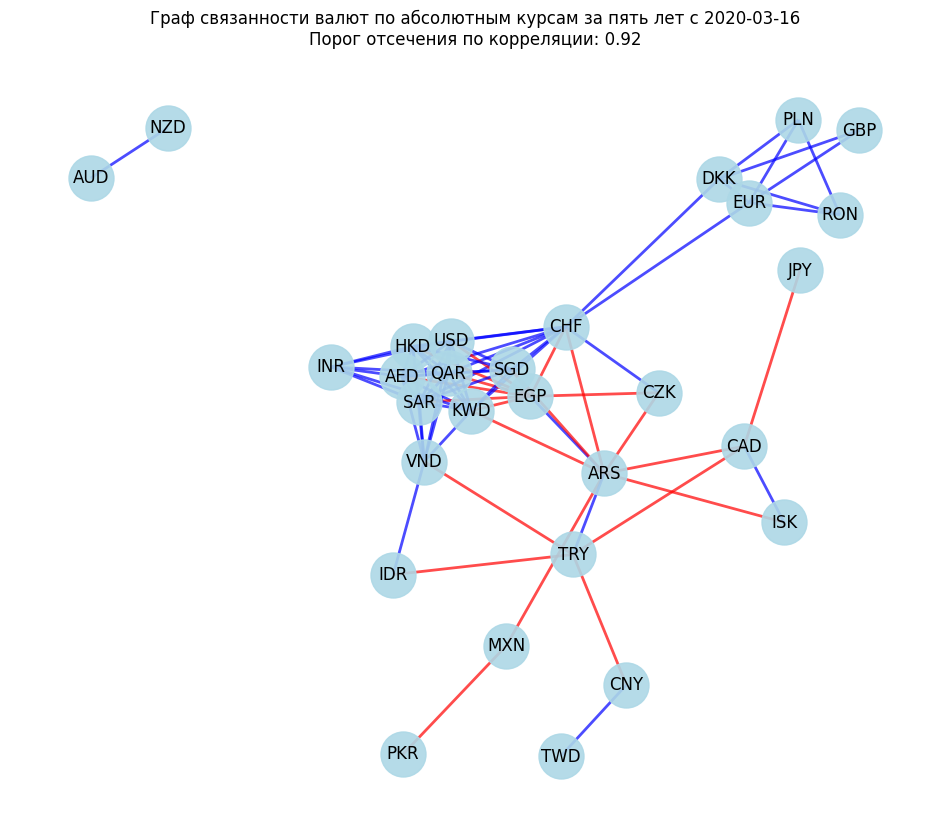 Граф связанности валют по абсолютным курсам за пять лет с 2020-03-16
Порог отсечения по корреляции: 0.92
PLN
NZD
GBP
AUD
DKK
EUR
RON
JPY
CHF
USD
HKD
INR
SGD
QAR
AED
CZK
EGP
SAR
KWD
CAD
VND
ARS
ISK
TRY
IDR
MXN
CNY
PKR
TWD